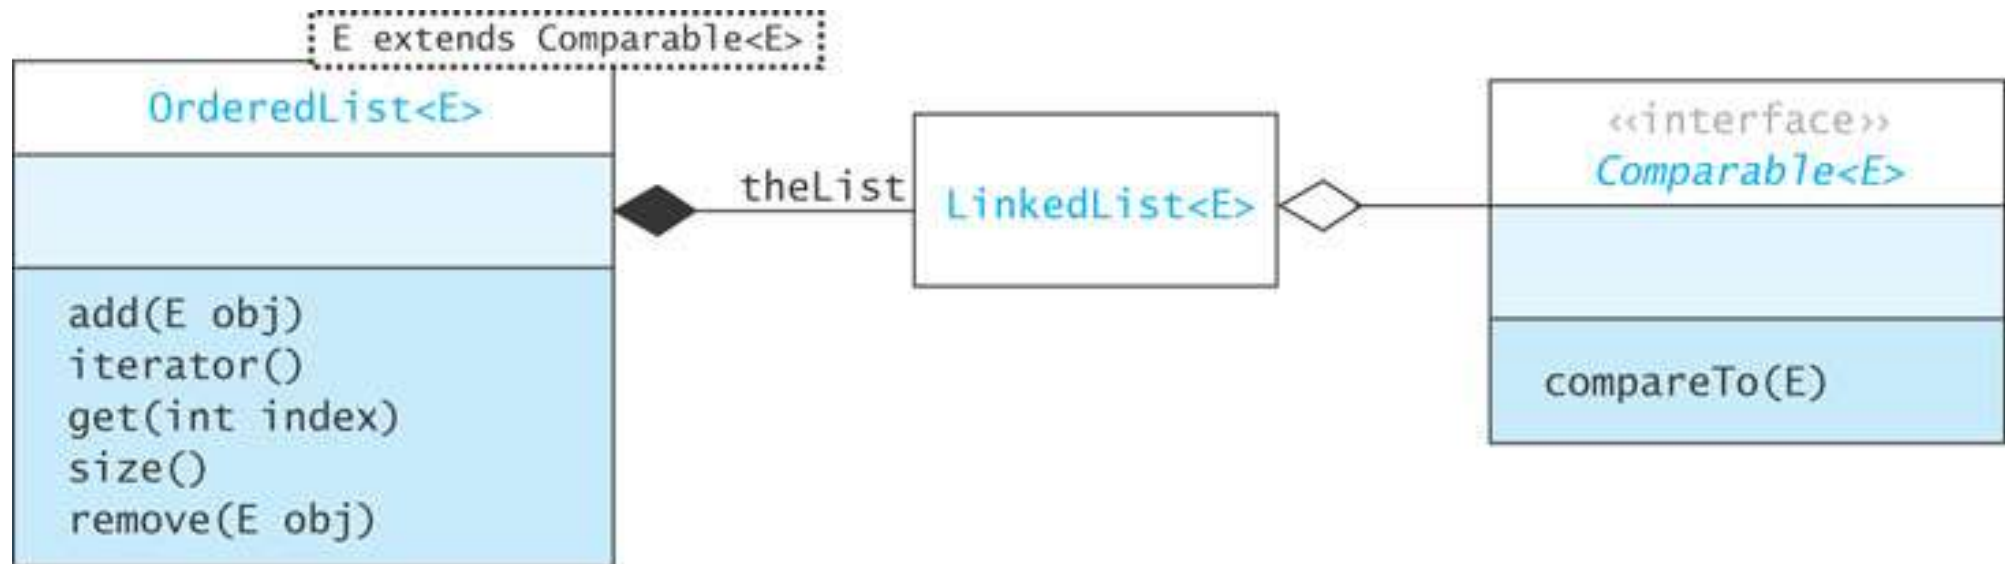 E extends Comparable<E>
OrderedList<E>
add(E obj)
iterator()
get(int index)
size()
remove(E obj)
theList
LinkedList<E>
‹‹interface››
Comparable<E>
compareTo(E)